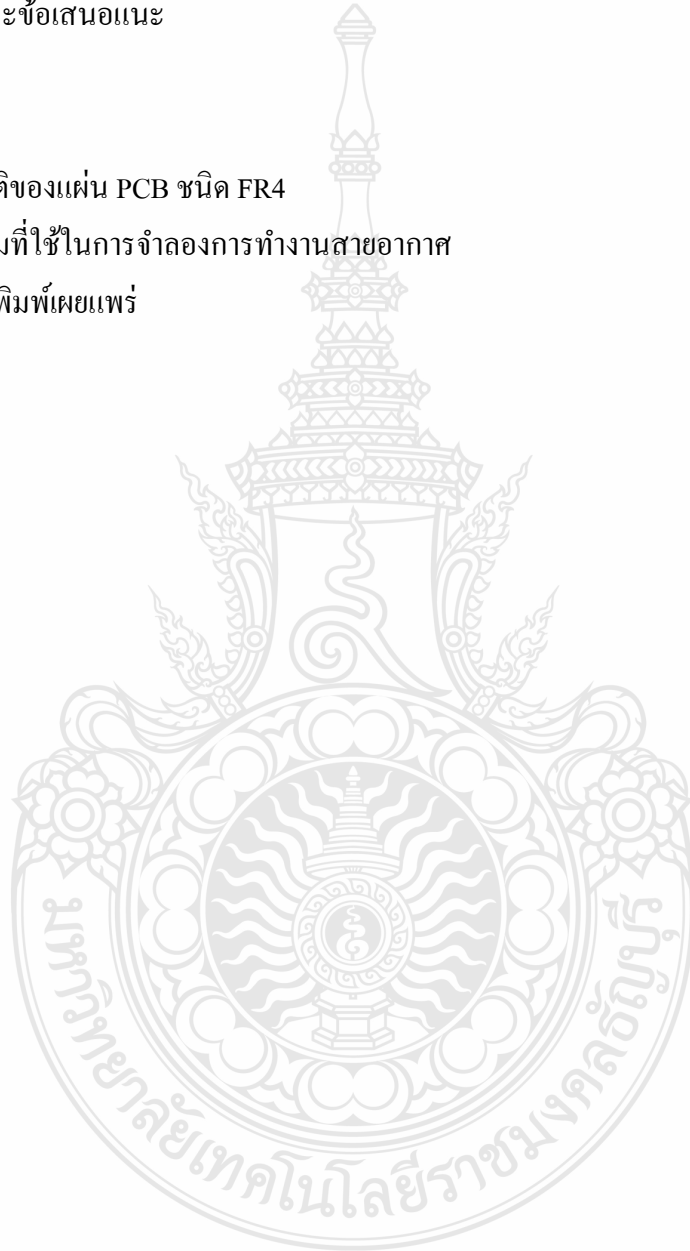 ะข้อเสนอแนะ
ติของแผ่น PCB ชนิด FR4
มที่ใช้ในการจำลองการทำงานสายอากาศ
พิมพ์เผยแพร่
มหาวิทยาลัยเทคโนโลยีราชมงคลธัญบุรี